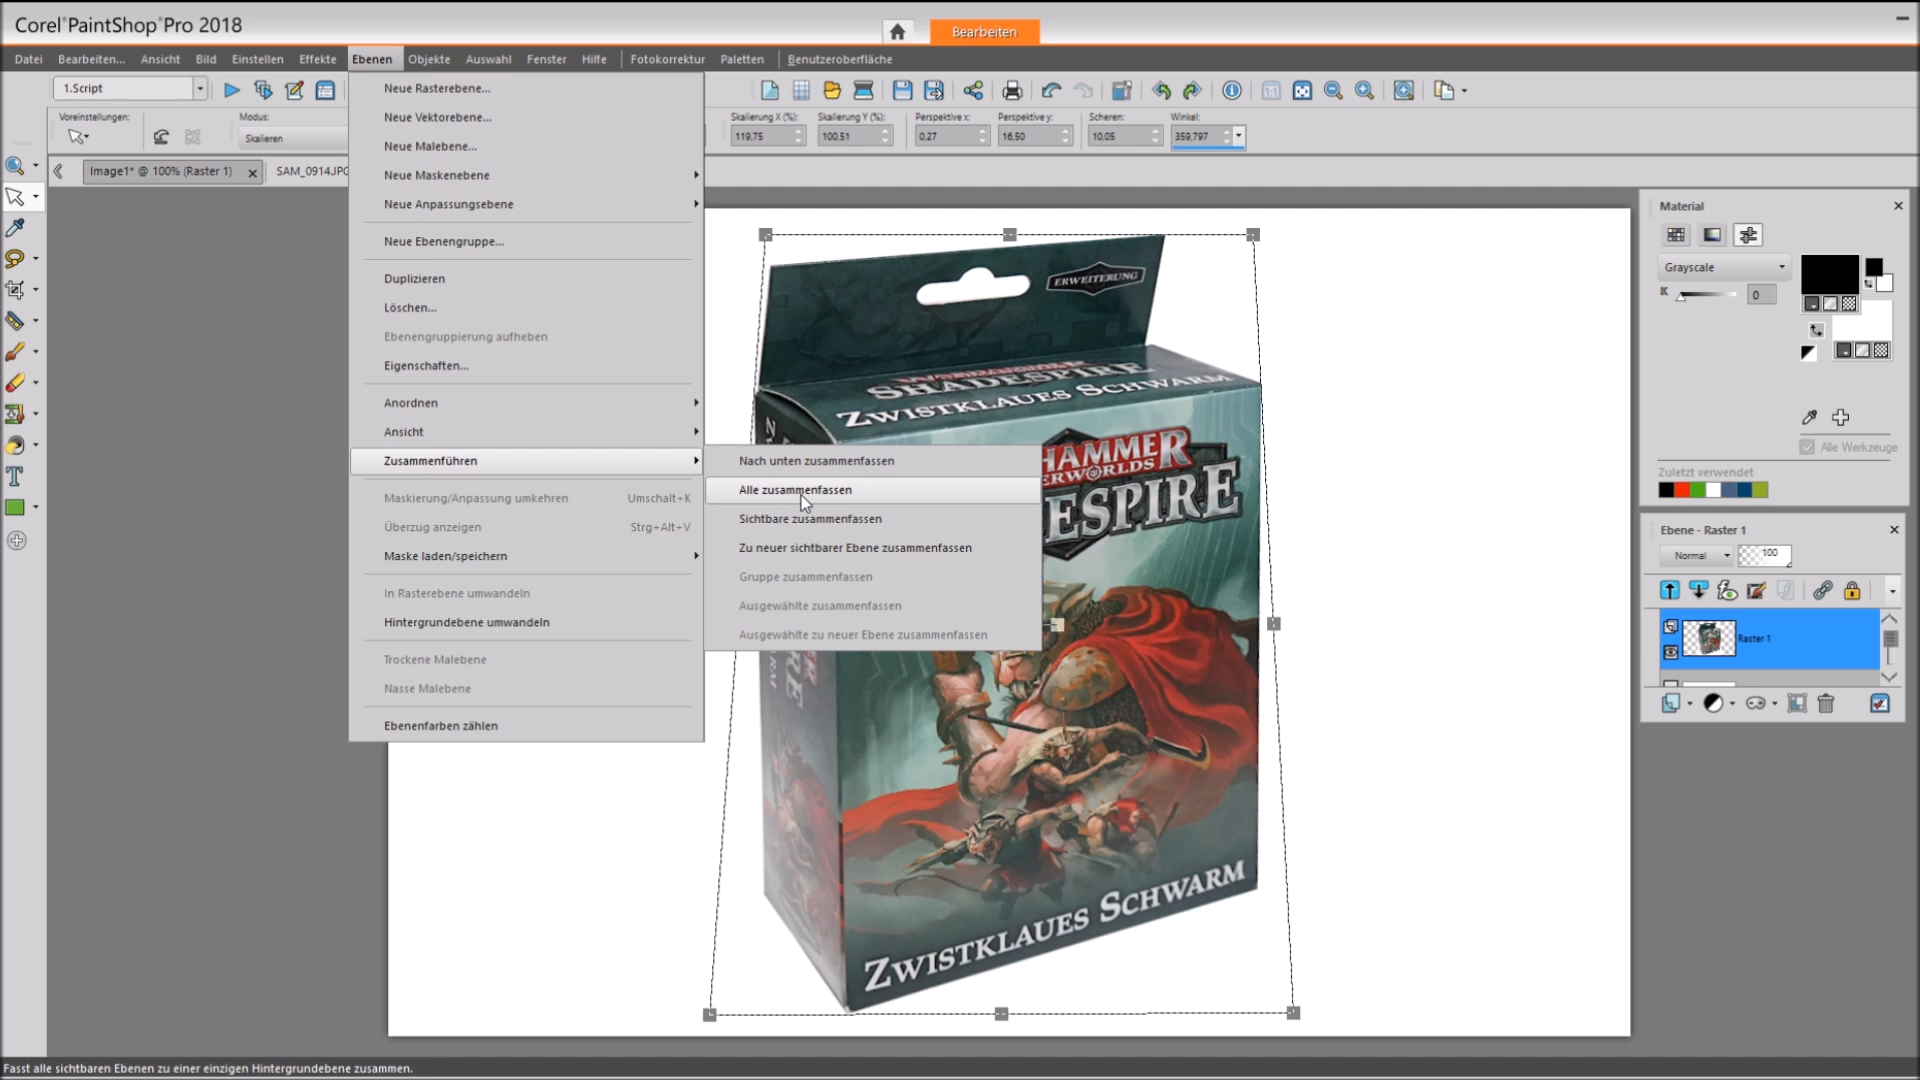 Corel®PaintShop®Pro 2018
Bearbeiten
Datei Bearbeiten... Ansicht Bild Einstellen Effekte Ebenen Objekte Auswahl Fenster Hilfe Fotokorrektur Paletten Benutzeroberfläche
1.Script
Voreinstellungen: Modus: Skalierung X (%): Skalierung Y (%): Perspektive x: Perspektive y: Scheren: Winkel:
Skalieren 119,75 100,51 0,27 16,50 10,05 359,797
Image1* @ 100% (Raster 1) SAM_0914.JPG
Neue Rasterebene...
Neue Vektorebene...
Neue Malebene...
Neue Maskenebene
Neue Anpassungsebene
Neue Ebenengruppe...
Duplizieren
Löschen...
Ebenengruppierung aufheben
Eigenschaften...
Anordnen
Ansicht
Zusammenführen
Maskierung/Anpassung umkehren Umschalt+K
Überzug anzeigen Strg+Alt+V
Maske laden/speichern
In Rasterebene umwandeln
Hintergrundebene umwandeln
Trockene Malebene
Nasse Malebene
Ebenenfarben zählen
Nach unten zusammenfassen
Alle zusammenfassen
Sichtbare zusammenfassen
Zu neuer sichtbarer Ebene zusammenfassen
Gruppe zusammenfassen
Ausgewählte zusammenfassen
Ausgewählte zu neuer Ebene zusammenfassen
ERWEITERUNG
SHADESPIRE
ZWISTKLAUES SCHWARM
HAMMER
ERWORLDS
ESPIRE
ZWISTKLAUES SCHWARM
Material
Grayscale
K 0
Alle Werkzeuge
Zuletzt verwendet
Ebene - Raster 1
Normal 100
Raster 1
Fasst alle sichtbaren Ebenen zu einer einzigen Hintergrundebene zusammen.